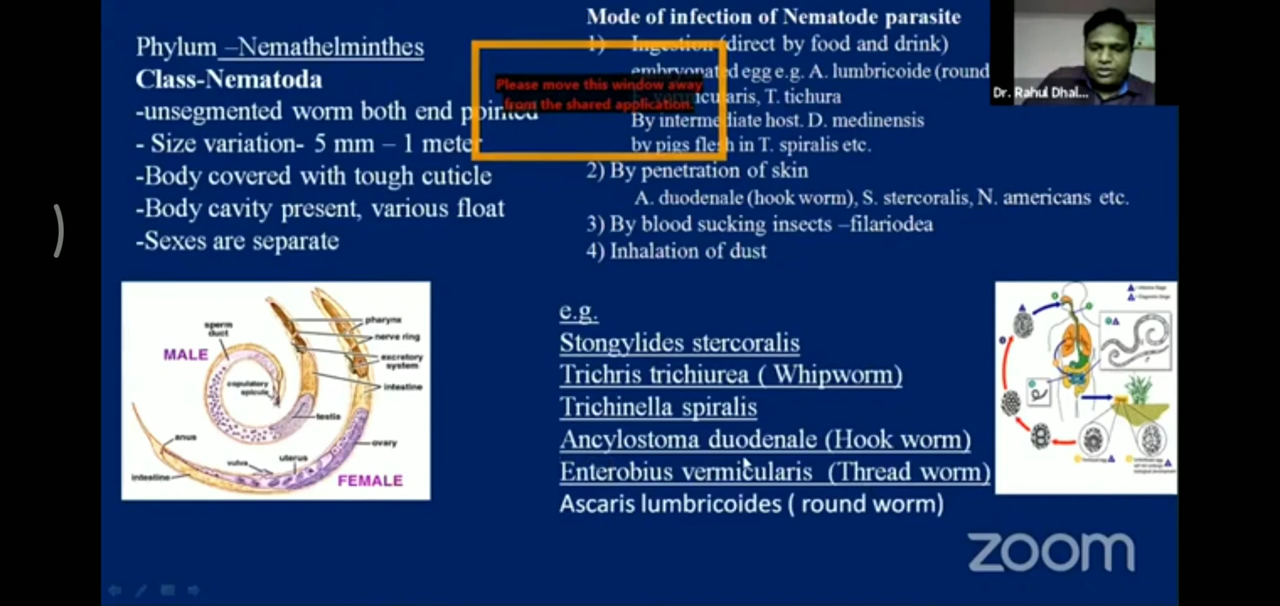 Phylum –Nemathelminthes
Class-Nematoda
-unsegmented worm both end pointed
- Size variation- 5 mm – 1 meter
-Body covered with tough cuticle
-Body cavity present, various float
-Sexes are separate
Mode of infection of Nematode parasite
1) Ingestion (direct by food and drink)
embryonated egg e.g. A. lumbricoide (round
icularis, T. tichura
By intermediate host. D. medinensis
by pigs flesh in T. spiralis etc.
2) By penetration of skin
A. duodenale (hook worm), S. stercoralis, N. americans etc.
3) By blood sucking insects –filariodea
4) Inhalation of dust
Please move this window away
from the shared application.
Dr. Rahul Dhal...
e.g.
Stongylides stercoralis
Trichris trichiurea ( Whipworm)
Trichinella spiralis
Ancylostoma duodenale (Hook worm)
Enterobius vermicularis (Thread worm)
Ascaris lumbricoides ( round worm)
sperm
duct
MALE
copulatory
spicule
pharynx
nerve ring
excretory
system
intestine
testis
ovary
anus
vulva
uterus
intestine
FEMALE
zoom